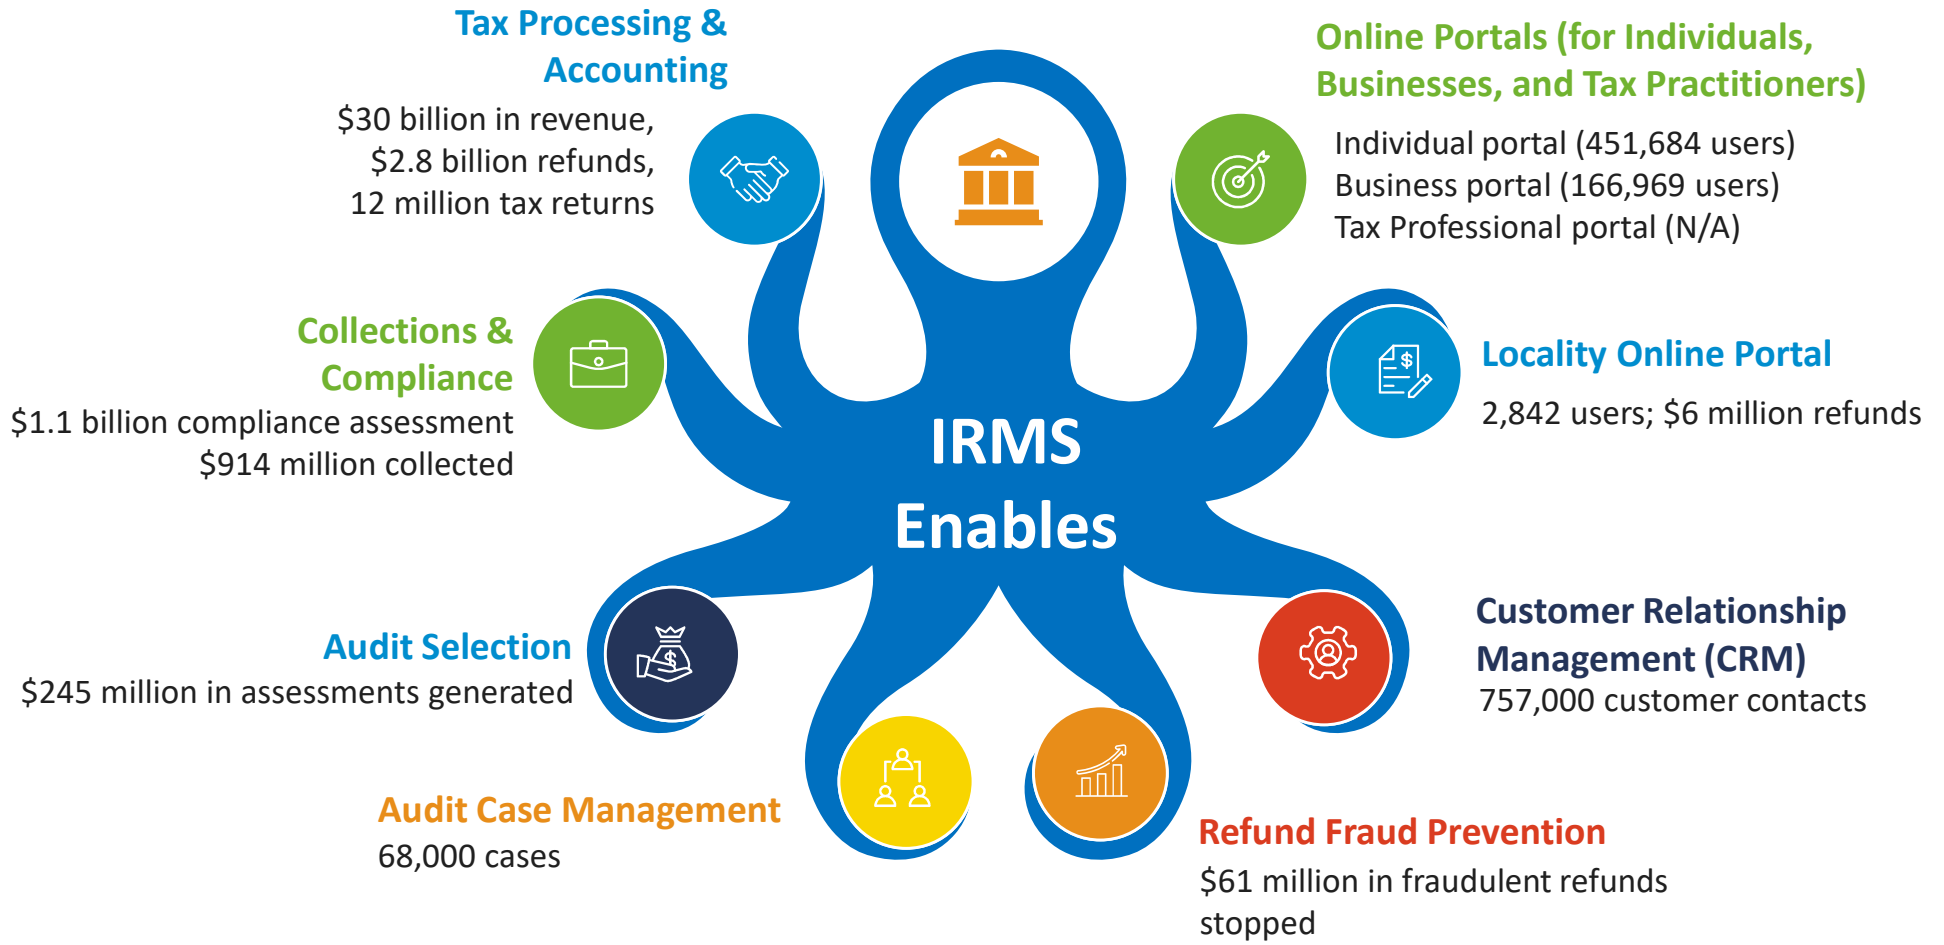 Tax Processing &
Accounting
$30 billion in revenue,
$2.8 billion refunds,
12 million tax returns
Online Portals (for Individuals,
Businesses, and Tax Practitioners)
Individual portal (451,684 users)
Business portal (166,969 users)
Tax Professional portal (N/A)
Collections &
Compliance
$1.1 billion compliance assessment
$914 million collected
Locality Online Portal
2,842 users; $6 million refunds
IRMS
Enables
Audit Selection
$245 million in assessments generated
Customer Relationship
Management (CRM)
757,000 customer contacts
Audit Case Management
68,000 cases
Refund Fraud Prevention
$61 million in fraudulent refunds
stopped